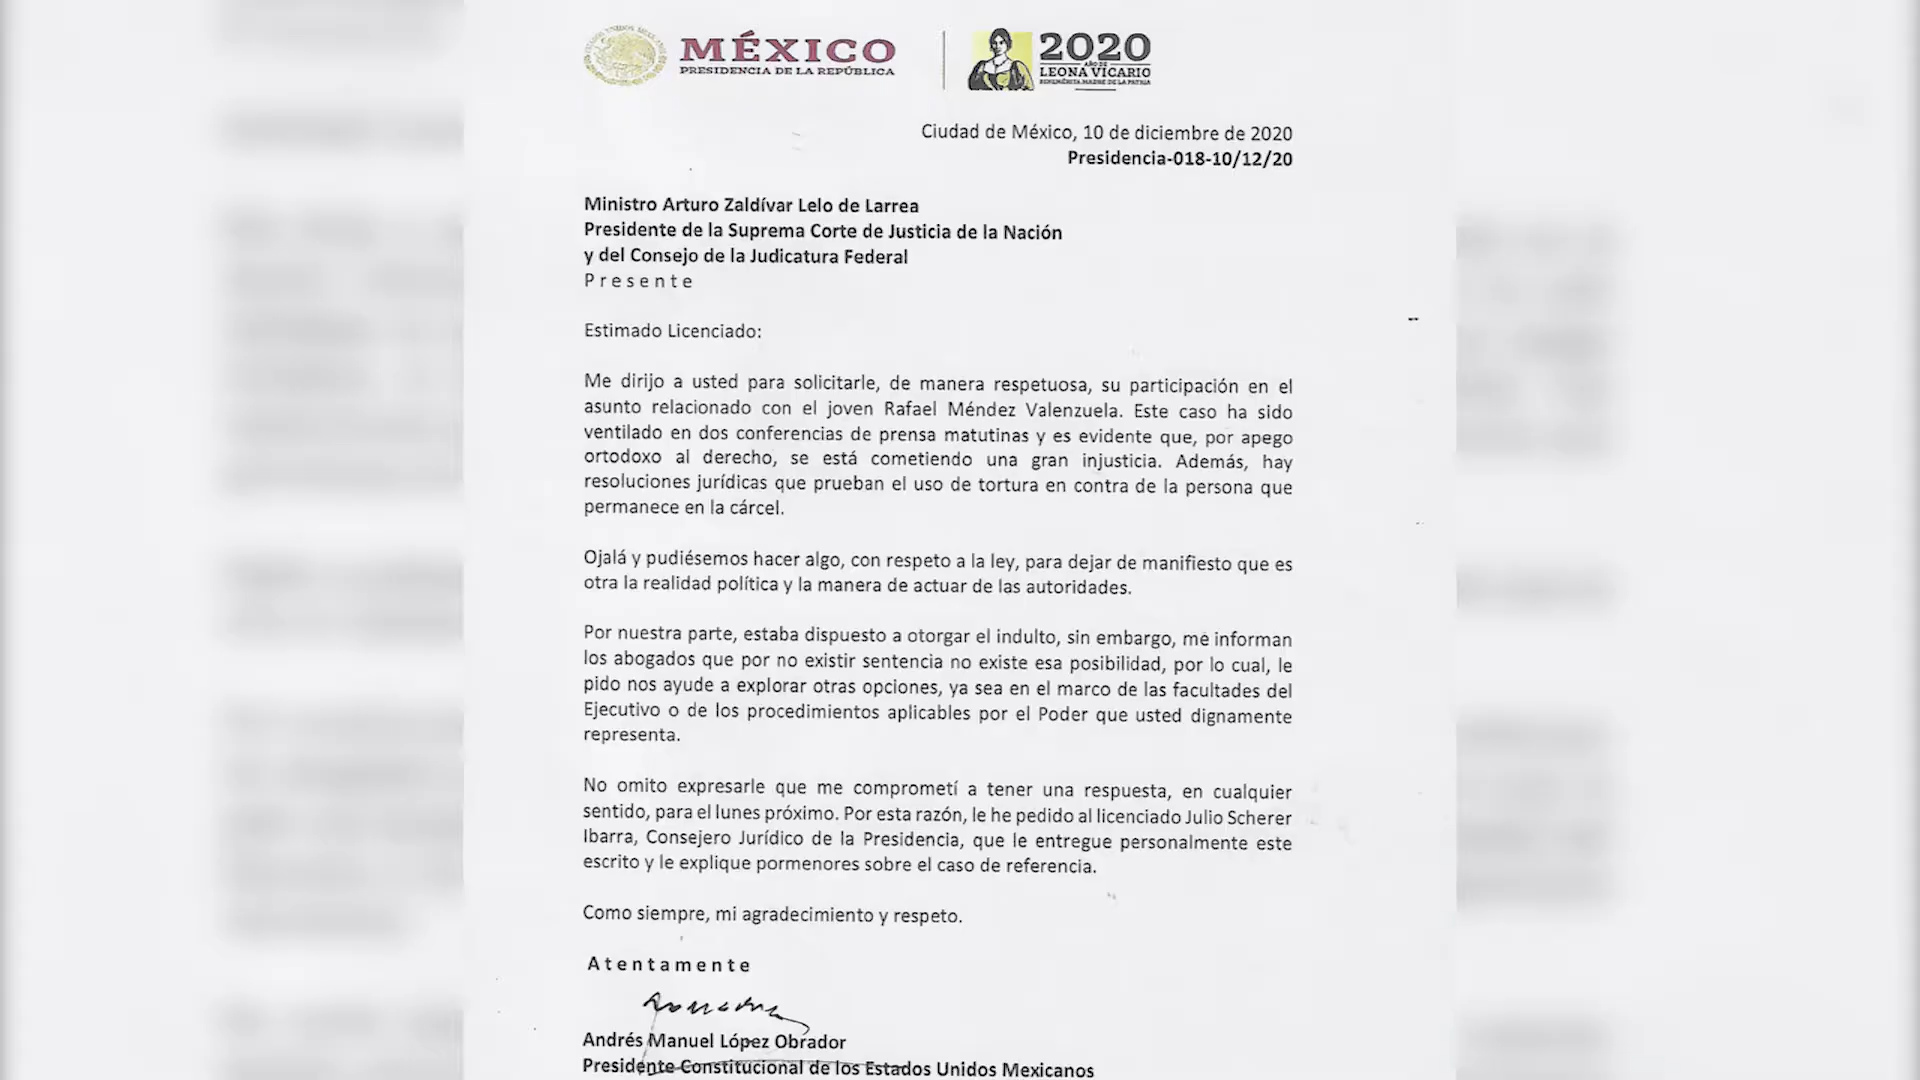 MÉXICO
PRESIDENCIA DE LA REPÚBLICA
2020
AÑO DE
LEONA VICARIO
BENEMÉRITA MADRE DE LA PATRIA
Ciudad de México, 10 de diciembre de 2020
Presidencia-018-10/12/20
Ministro Arturo Zaldívar Lelo de Larrea
Presidente de la Suprema Corte de Justicia de la Nación
y del Consejo de la Judicatura Federal
P r e s e n t e
Estimado Licenciado:
Me dirijo a usted para solicitarle, de manera respetuosa, su participación en el
asunto relacionado con el joven Rafael Méndez Valenzuela. Este caso ha sido
ventilado en dos conferencias de prensa matutinas y es evidente que, por apego
ortodoxo al derecho, se está cometiendo una gran injusticia. Además, hay
resoluciones jurídicas que prueban el uso de tortura en contra de la persona que
permanece en la cárcel.
Ojalá y pudiésemos hacer algo, con respeto a la ley, para dejar de manifiesto que es
otra la realidad política y la manera de actuar de las autoridades.
Por nuestra parte, estaba dispuesto a otorgar el indulto, sin embargo, me informan
los abogados que por no existir sentencia no existe esa posibilidad, por lo cual, le
pido nos ayude a explorar otras opciones, ya sea en el marco de las facultades del
Ejecutivo o de los procedimientos aplicables por el Poder que usted dignamente
representa.
No omito expresarle que me comprometí a tener una respuesta, en cualquier
sentido, para el lunes próximo. Por esta razón, le he pedido al licenciado Julio Scherer
Ibarra, Consejero Jurídico de la Presidencia, que le entregue personalmente este
escrito y le explique pormenores sobre el caso de referencia.
Como siempre, mi agradecimiento y respeto.
A t e n t a m e n t e
Andrés Manuel López Obrador
Presidente Constitucional de los Estados Unidos Mexicanos